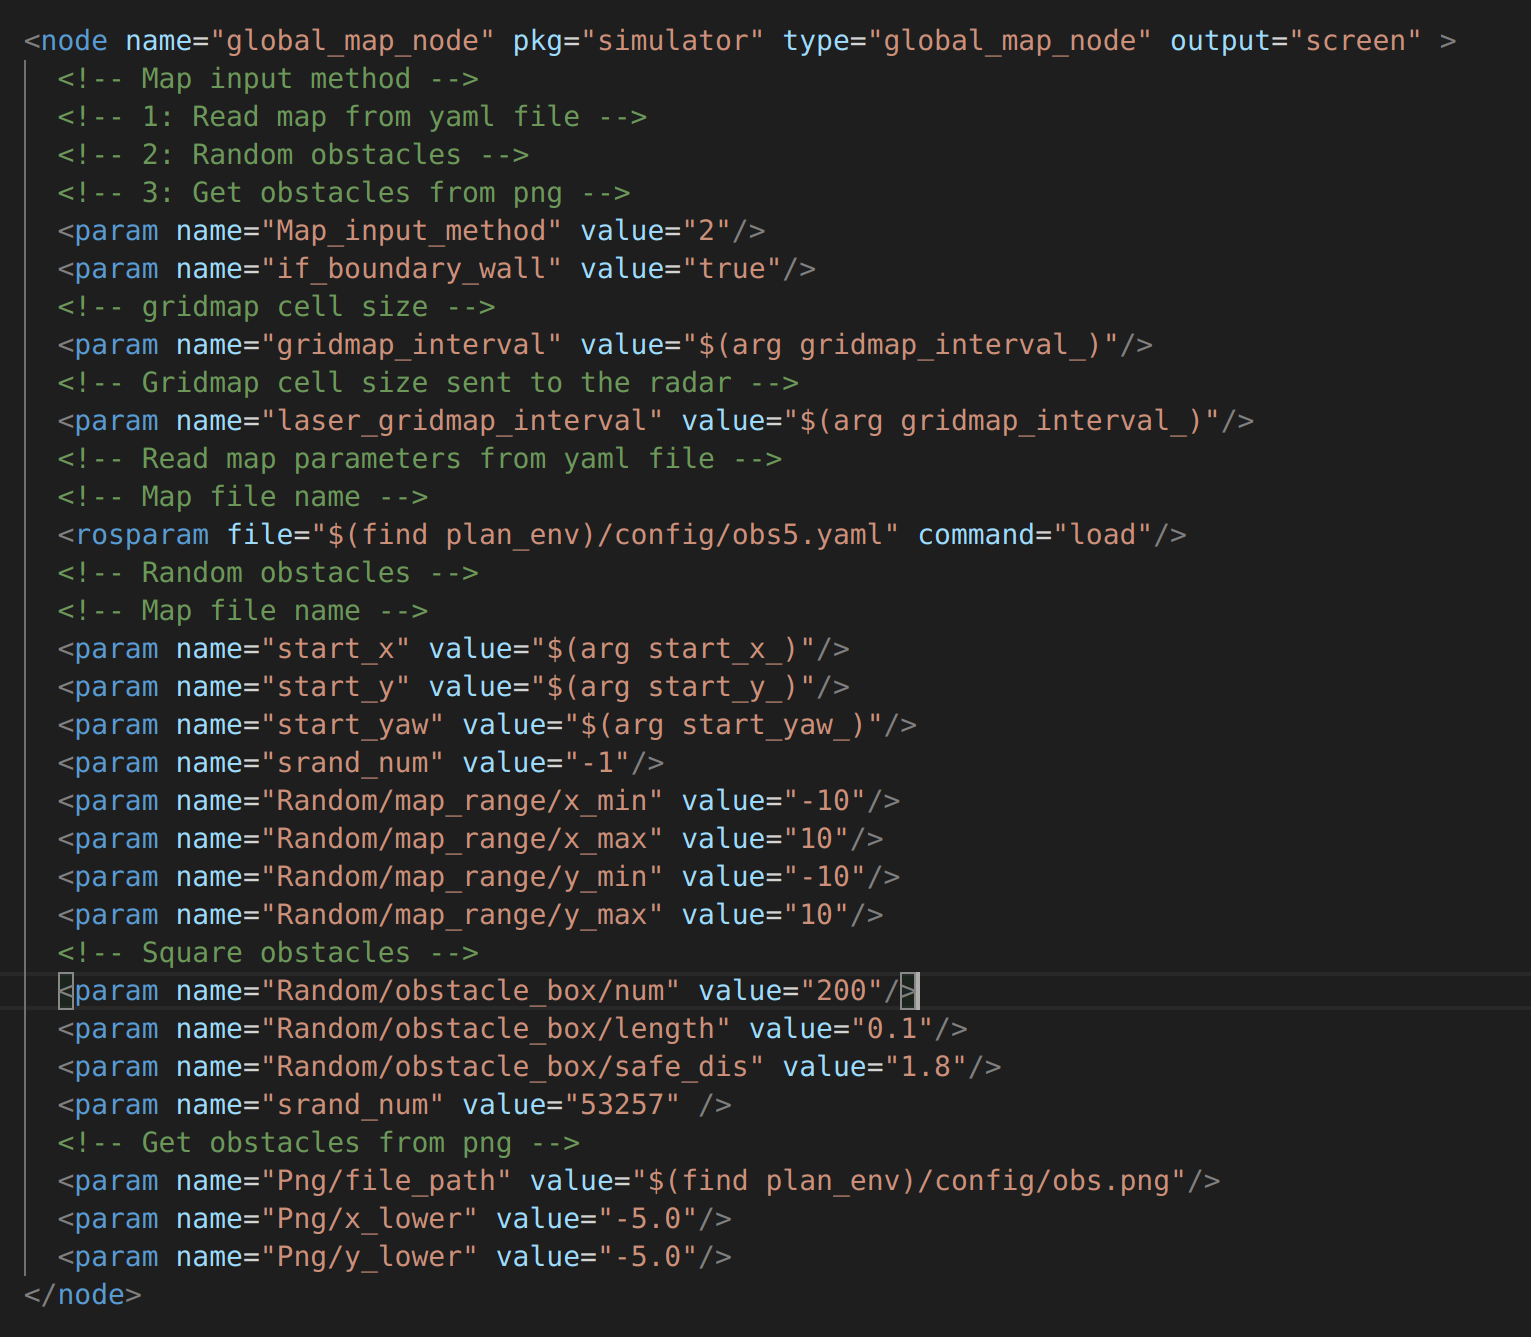 <node name="global_map_node" pkg="simulator" type="global_map_node" output="screen" >
<!-- Map input method -->
<!-- 1: Read map from yaml file -->
<!-- 2: Random obstacles -->
<!-- 3: Get obstacles from png -->
<param name="Map_input_method" value="2"/>
<param name="if_boundary_wall" value="true"/>
<!-- gridmap cell size -->
<param name="gridmap_interval" value="$(arg gridmap_interval_)"/>
<!-- Gridmap cell size sent to the radar -->
<param name="laser_gridmap_interval" value="$(arg gridmap_interval_)"/>
<!-- Read map parameters from yaml file -->
<!-- Map file name -->
<rosparam file="$(find plan_env)/config/obs5.yaml" command="load"/>
<!-- Random obstacles -->
<!-- Map file name -->
<param name="start_x" value="$(arg start_x_)"/>
<param name="start_y" value="$(arg start_y_)"/>
<param name="start_yaw" value="$(arg start_yaw_)"/>
<param name="srand_num" value="-1"/>
<param name="Random/map_range/x_min" value="-10"/>
<param name="Random/map_range/x_max" value="10"/>
<param name="Random/map_range/y_min" value="-10"/>
<param name="Random/map_range/y_max" value="10"/>
<!-- Square obstacles -->
<param name="Random/obstacle_box/num" value="200"/>
<param name="Random/obstacle_box/length" value="0.1"/>
<param name="Random/obstacle_box/safe_dis" value="1.8"/>
<param name="srand_num" value="53257" />
<!-- Get obstacles from png -->
<param name="Png/file_path" value="$(find plan_env)/config/obs.png"/>
<param name="Png/x_lower" value="-5.0"/>
<param name="Png/y_lower" value="-5.0"/>
</node>